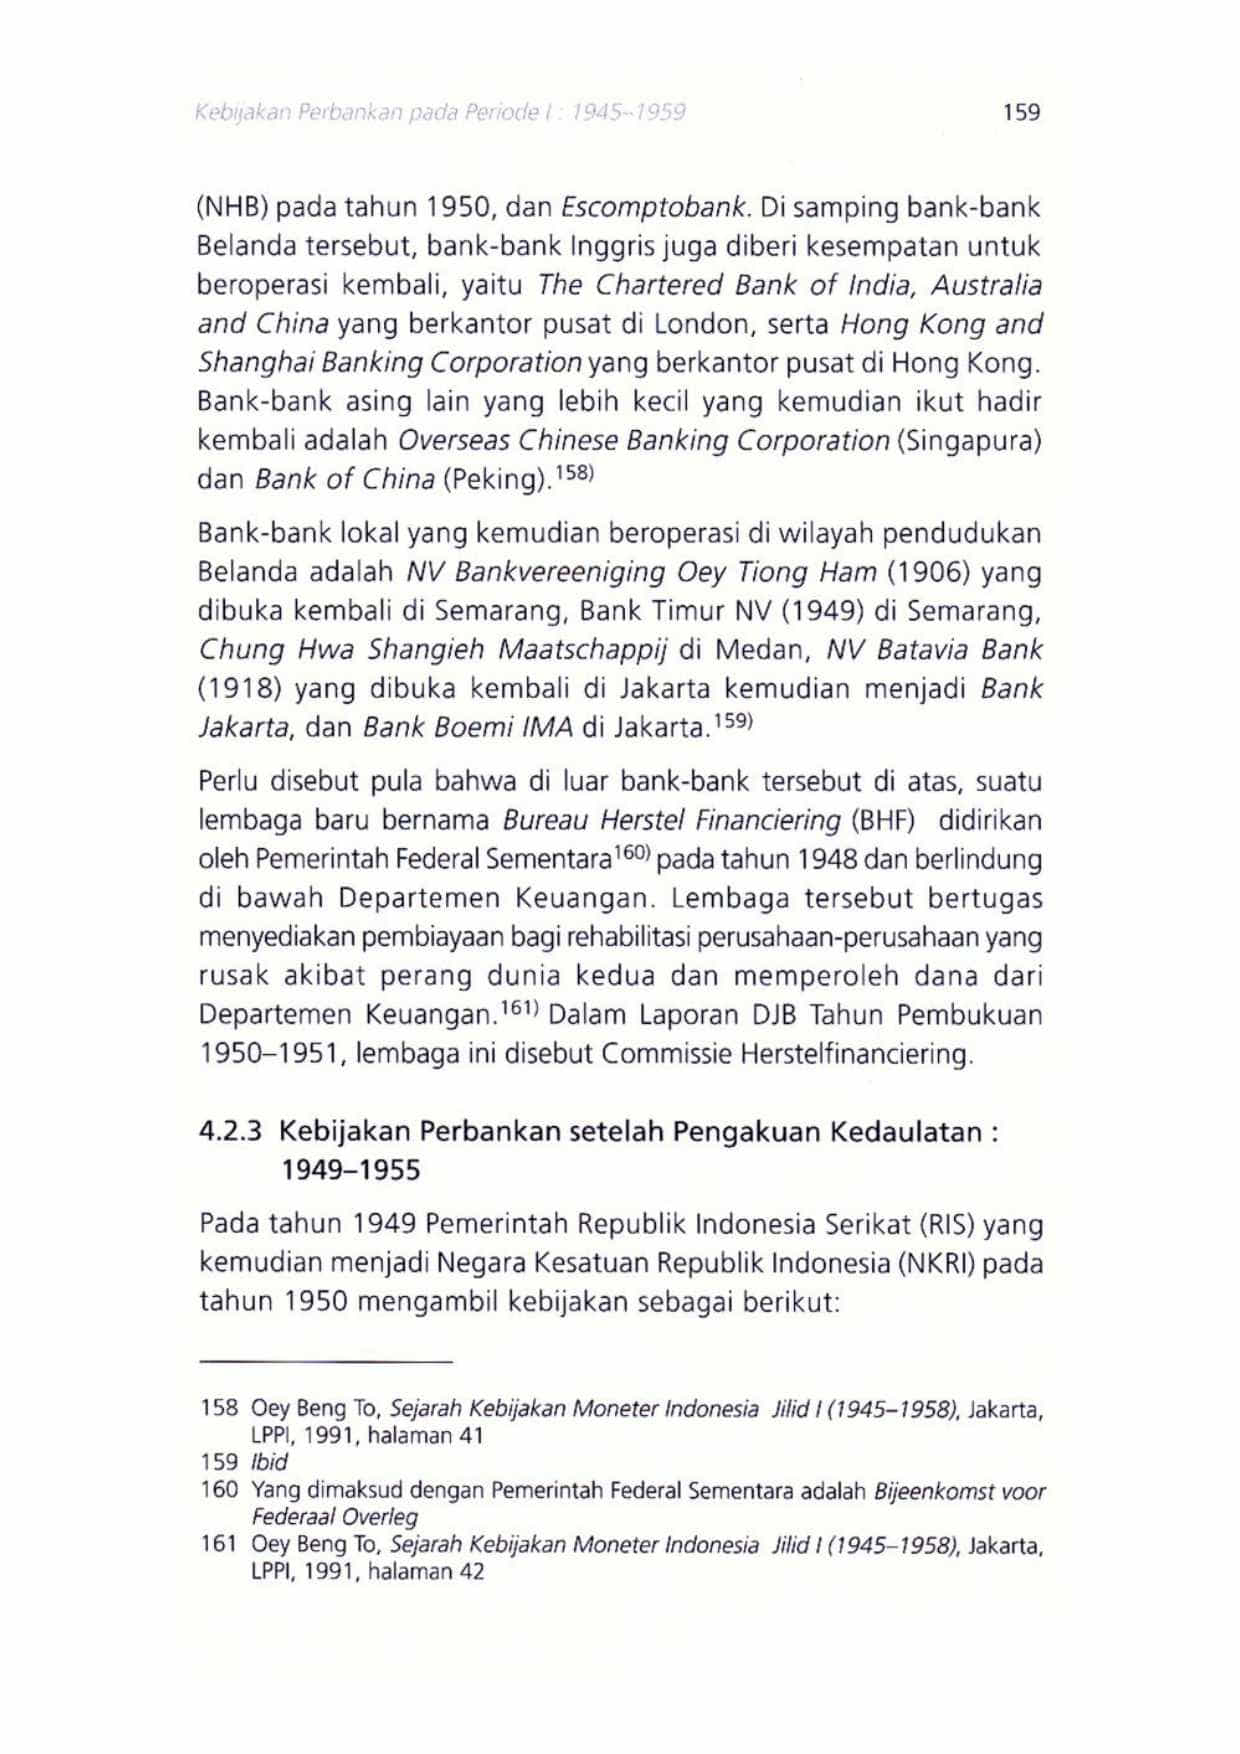 Kebijakan Perbankan pada Periode I : 1945–1959 159
(NHB) pada tahun 1950, dan Escomptobank. Di samping bank-bank
Belanda tersebut, bank-bank Inggris juga diberi kesempatan untuk
beroperasi kembali, yaitu The Chartered Bank of India, Australia
and China yang berkantor pusat di London, serta Hong Kong and
Shanghai Banking Corporation yang berkantor pusat di Hong Kong.
Bank-bank asing lain yang lebih kecil yang kemudian ikut hadir
kembali adalah Overseas Chinese Banking Corporation (Singapura)
dan Bank of China (Peking).158)
Bank-bank lokal yang kemudian beroperasi di wilayah pendudukan
Belanda adalah NV Bankvereeniging Oey Tiong Ham (1906) yang
dibuka kembali di Semarang, Bank Timur NV (1949) di Semarang,
Chung Hwa Shangieh Maatschappij di Medan, NV Batavia Bank
(1918) yang dibuka kembali di Jakarta kemudian menjadi Bank
Jakarta, dan Bank Boemi IMA di Jakarta.159)
Perlu disebut pula bahwa di luar bank-bank tersebut di atas, suatu
lembaga baru bernama Bureau Herstel Financiering (BHF) didirikan
oleh Pemerintah Federal Sementara160) pada tahun 1948 dan berlindung
di bawah Departemen Keuangan. Lembaga tersebut bertugas
menyediakan pembiayaan bagi rehabilitasi perusahaan-perusahaan yang
rusak akibat perang dunia kedua dan memperoleh dana dari
Departemen Keuangan.161) Dalam Laporan DJB Tahun Pembukuan
1950–1951, lembaga ini disebut Commissie Herstelfinanciering.
4.2.3 Kebijakan Perbankan setelah Pengakuan Kedaulatan :
1949–1955
Pada tahun 1949 Pemerintah Republik Indonesia Serikat (RIS) yang
kemudian menjadi Negara Kesatuan Republik Indonesia (NKRI) pada
tahun 1950 mengambil kebijakan sebagai berikut:
158 Oey Beng To, Sejarah Kebijakan Moneter Indonesia Jilid I (1945–1958), Jakarta,
LPPI, 1991, halaman 41
159 Ibid
160 Yang dimaksud dengan Pemerintah Federal Sementara adalah Bijeenkomst voor
Federaal Overleg
161 Oey Beng To, Sejarah Kebijakan Moneter Indonesia Jilid I (1945–1958), Jakarta,
LPPI, 1991, halaman 42